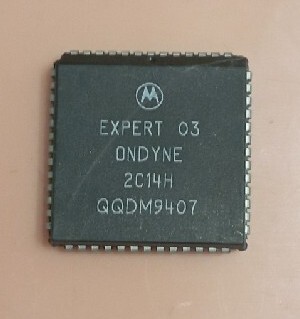 EXPERT 03
ONDYNE
2C14H
QQDM9407